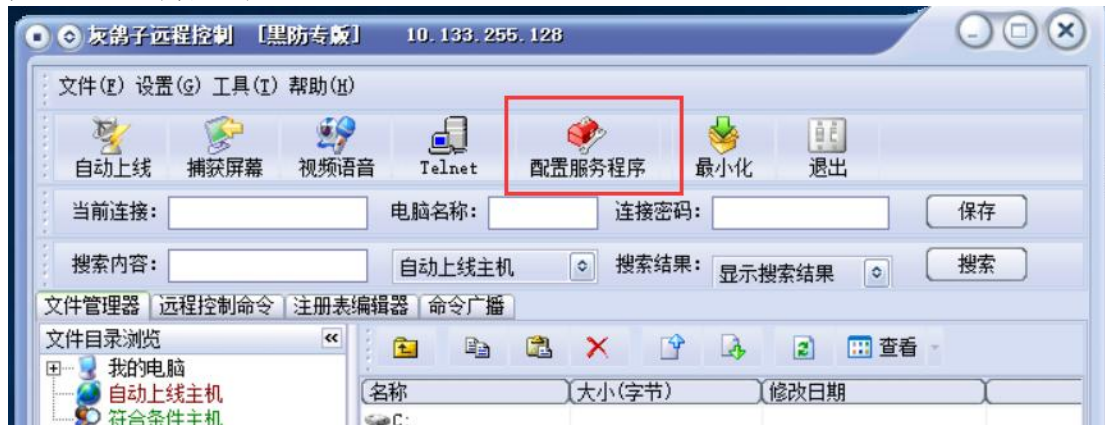 灰鸽子远程控制 【黑防专版】 10.133.255.128
文件(F) 设置(G) 工具(T) 帮助(H)
自动上线 捕获屏幕 视频语音 Telnet 配置服务程序 最小化 退出
当前连接: 电脑名称: 连接密码: 保存
搜索内容: 自动上线主机 搜索结果: 显示搜索结果 搜索
文件管理器 远程控制命令 注册表编辑器 命令广播
文件目录浏览 « 查看
我的电脑
自动上线主机 名称 大小(字节) 修改日期
符合条件主机 C: